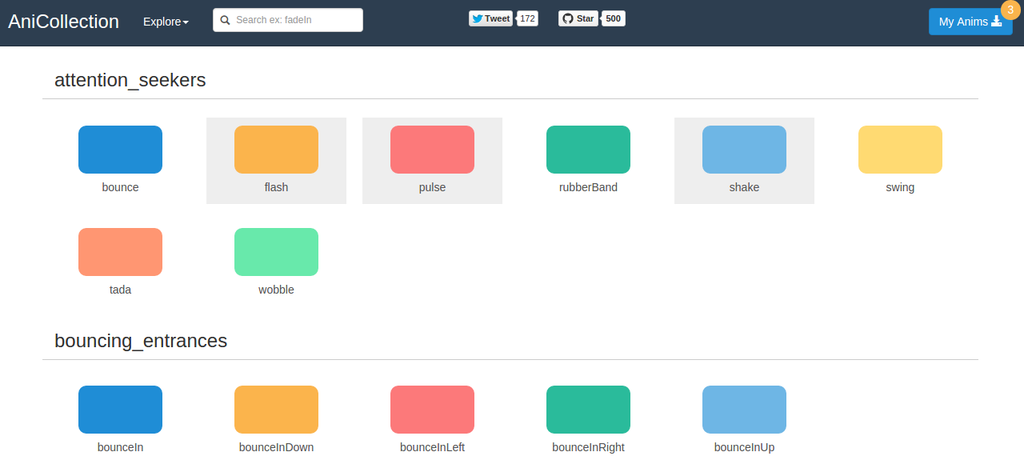 AniCollection Explore Search ex: fadeIn Tweet 172 Star 500 My Anims 3
attention_seekers
bounce flash pulse rubberBand shake swing
tada wobble
bouncing_entrances
bounceIn bounceInDown bounceInLeft bounceInRight bounceInUp